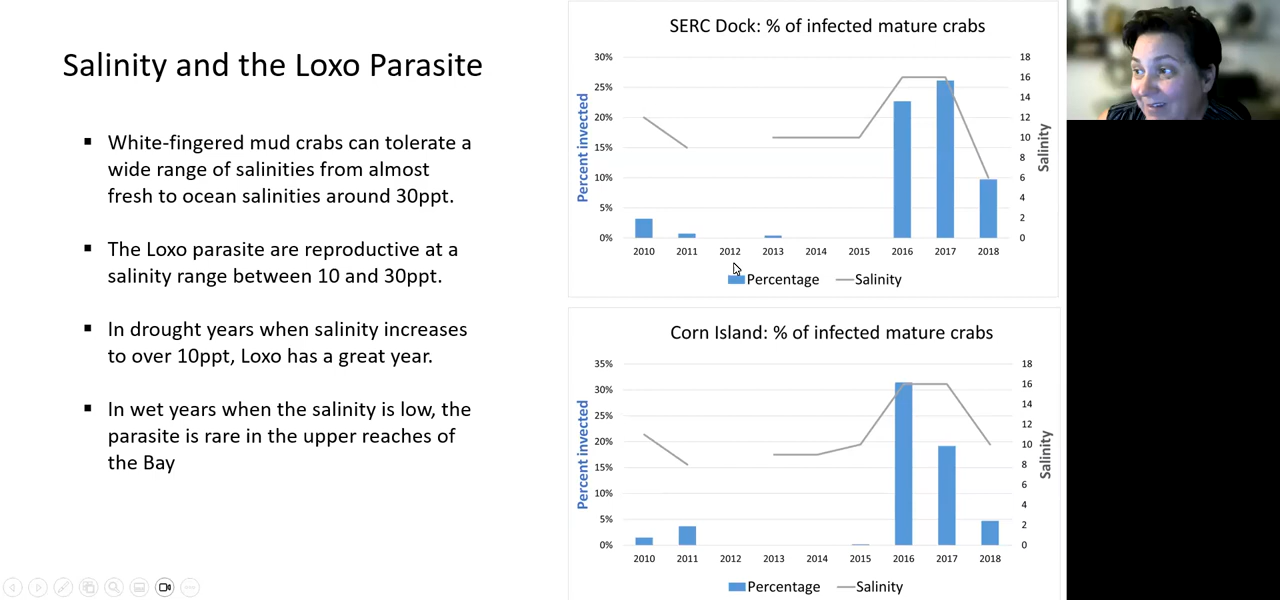 Salinity and the Loxo Parasite
▪ White-fingered mud crabs can tolerate a
wide range of salinities from almost
fresh to ocean salinities around 30ppt.
▪ The Loxo parasite are reproductive at a
salinity range between 10 and 30ppt.
▪ In drought years when salinity increases
to over 10ppt, Loxo has a great year.
▪ In wet years when the salinity is low, the
parasite is rare in the upper reaches of
the Bay
SERC Dock: % of infected mature crabs
Percent invected
30%
25%
20%
15%
10%
5%
0%
18
16
14
12
10
8
6
4
2
0
Salinity
2010 2011 2012 2013 2014 2015 2016 2017 2018
Percentage Salinity
Corn Island: % of infected mature crabs
Percent invected
35%
30%
25%
20%
15%
10%
5%
0%
18
16
14
12
10
8
6
4
2
0
Salinity
2010 2011 2012 2013 2014 2015 2016 2017 2018
Percentage Salinity